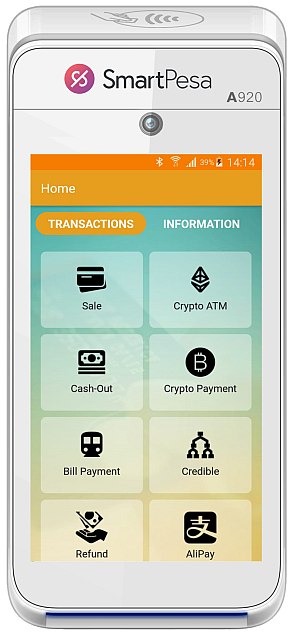 SmartPesa
A920
39% 14:14
Home
TRANSACTIONS INFORMATION
Sale Crypto ATM
Cash-Out Crypto Payment
Bill Payment Credible
Refund AliPay